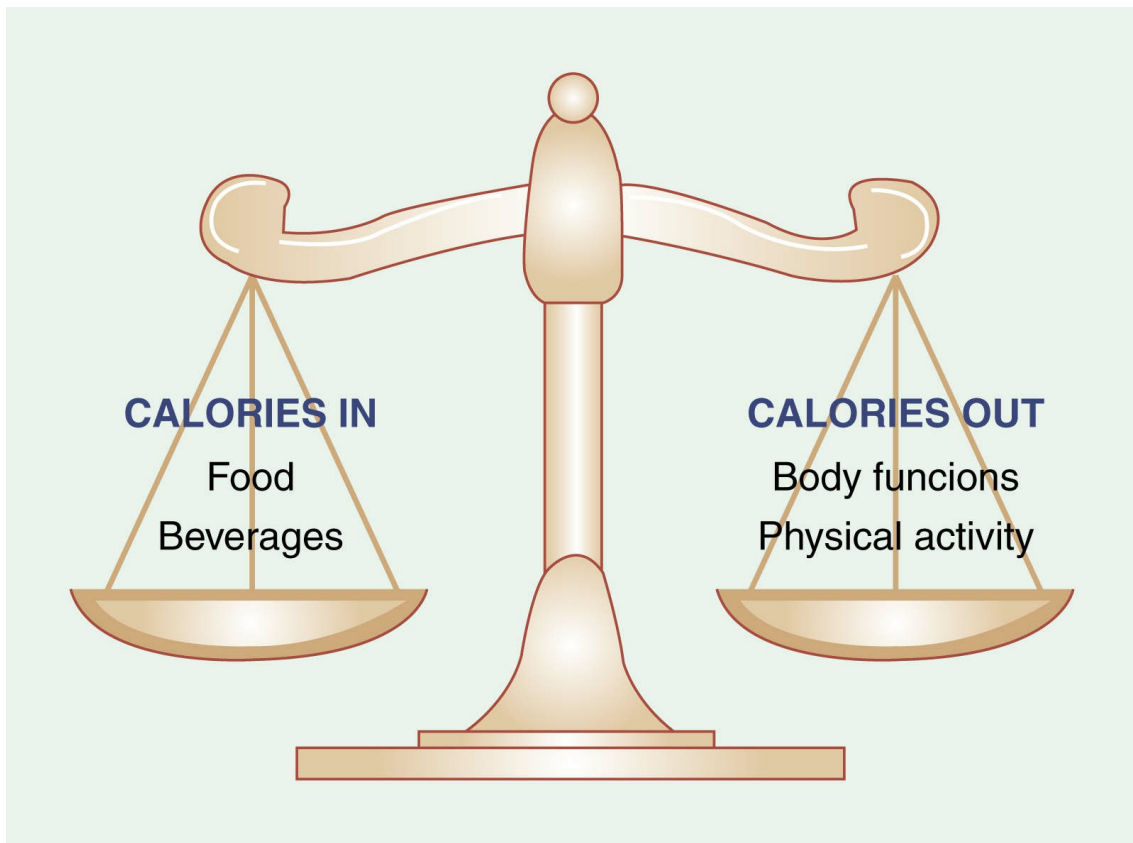 CALORIES IN
Food
Beverages
CALORIES OUT
Body funcions
Physical activity